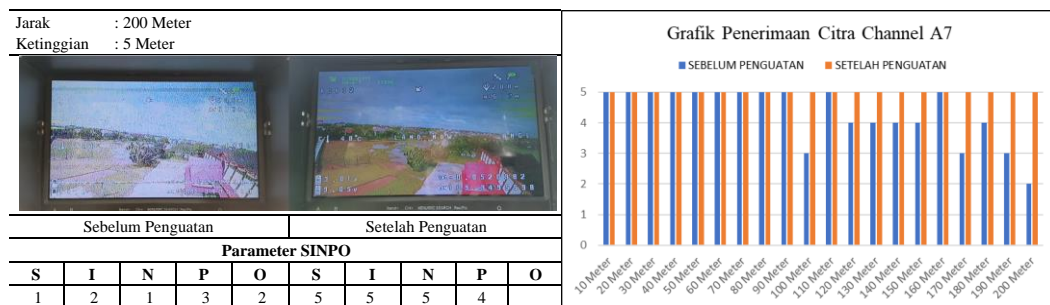 Jarak : 200 Meter
Ketinggian : 5 Meter
Sebelum Penguatan Setelah Penguatan
Parameter SINPO
S I N P O S I N P O
1 2 1 3 2 5 5 5 4
Grafik Penerimaan Citra Channel A7
SEBELUM PENGUATAN SETELAH PENGUATAN
5
4
3
2
1
0
10 Meter
20 Meter
30 Meter
40 Meter
50 Meter
60 Meter
70 Meter
80 Meter
90 Meter
100 Meter
110 Meter
120 Meter
130 Meter
140 Meter
150 Meter
160 Meter
170 Meter
180 Meter
190 Meter
200 Meter